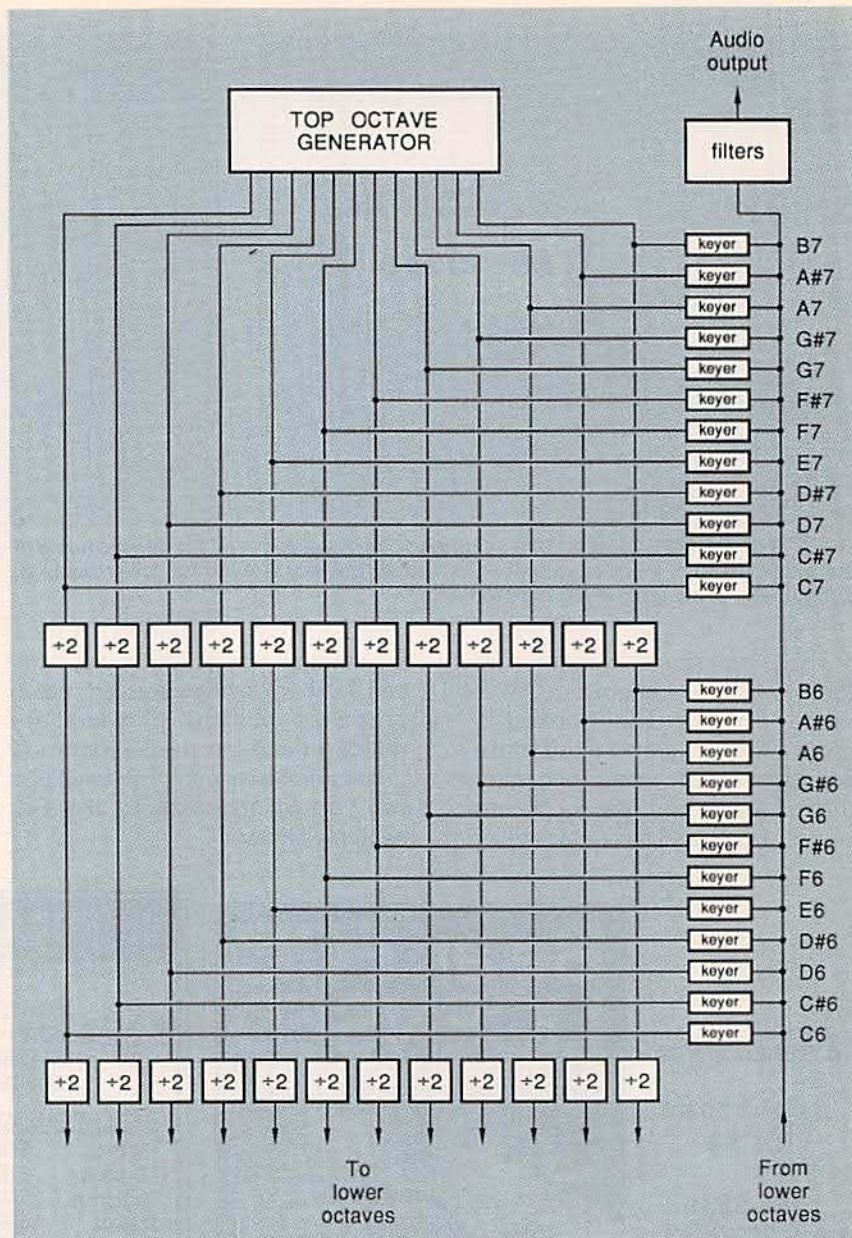 Audio
output
TOP OCTAVE
GENERATOR
filters
keyer B7
keyer A#7
keyer A7
keyer G#7
keyer G7
keyer F#7
keyer F7
keyer E7
keyer D#7
keyer D7
keyer C#7
keyer C7
÷2 ÷2 ÷2 ÷2 ÷2 ÷2 ÷2 ÷2 ÷2 ÷2 ÷2 ÷2
keyer B6
keyer A#6
keyer A6
keyer G#6
keyer G6
keyer F#6
keyer F6
keyer E6
keyer D#6
keyer D6
keyer C#6
keyer C6
÷2 ÷2 ÷2 ÷2 ÷2 ÷2 ÷2 ÷2 ÷2 ÷2 ÷2 ÷2
To
lower
octaves
From
lower
octaves